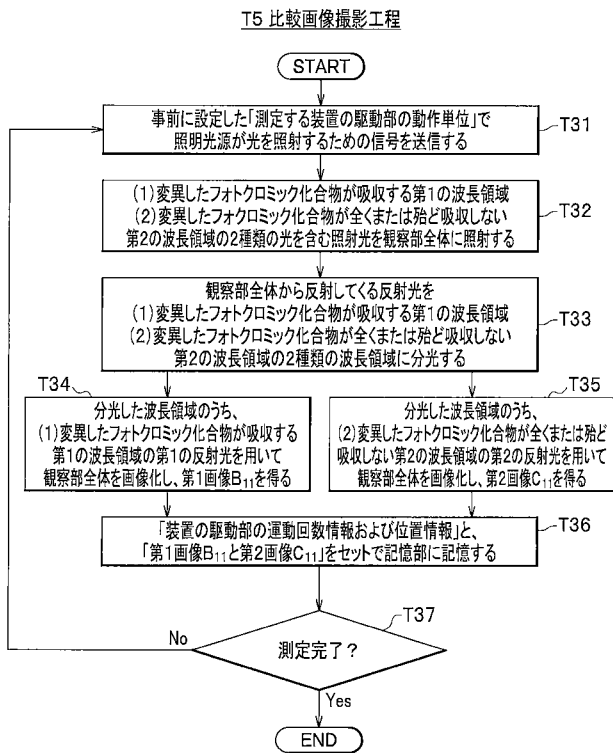 T5 比較画像撮影工程
START
事前に設定した「測定する装置の駆動部の動作単位」で
照明光源が光を照射するための信号を送信する
T31
(1)変異したフォトクロミック化合物が吸収する第1の波長領域
(2)変異したフォクロミック化合物が全くまたは殆ど吸収しない
第2の波長領域の2種類の光を含む照射光を観察部全体に照射する
T32
観察部全体から反射してくる反射光を
(1)変異したフォトクロミック化合物が吸収する第1の波長領域
(2)変異したフォトクロミック化合物が全くまたは殆ど吸収しない
第2の波長領域の2種類の波長領域に分光する
T33
T34
分光した波長領域のうち、
(1)変異したフォトクロミック化合物が吸収する
第1の波長領域の第1の反射光を用いて
観察部全体を画像化し、第1画像B11を得る
T35
分光した波長領域のうち、
(2)変異したフォトクロミック化合物が全くまたは殆ど
吸収しない第2の波長領域の第2の反射光を用いて
観察部全体を画像化し、第2画像C11を得る
「装置の駆動部の運動回数情報および位置情報」と、
「第1画像B11と第2画像C11」をセットで記憶部に記憶する
T36
T37
測定完了?
No
Yes
END